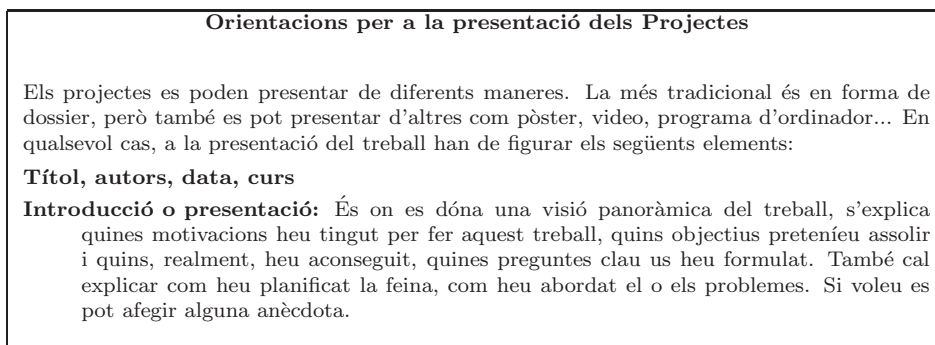 Orientacions per a la presentació dels Projectes
Els projectes es poden presentar de diferents maneres. La més tradicional és en forma de
dossier, però també es pot presentar d'altres com pòster, video, programa d'ordinador... En
qualsevol cas, a la presentació del treball han de figurar els següents elements:
Títol, autors, data, curs
Introducció o presentació: És on es dóna una visió panoràmica del treball, s'explica
quines motivacions heu tingut per fer aquest treball, quins objectius preteníeu assolir
i quins, realment, heu aconseguit, quines preguntes clau us heu formulat. També cal
explicar com heu planificat la feina, com heu abordat el o els problemes. Si voleu es
pot afegir alguna anècdota.